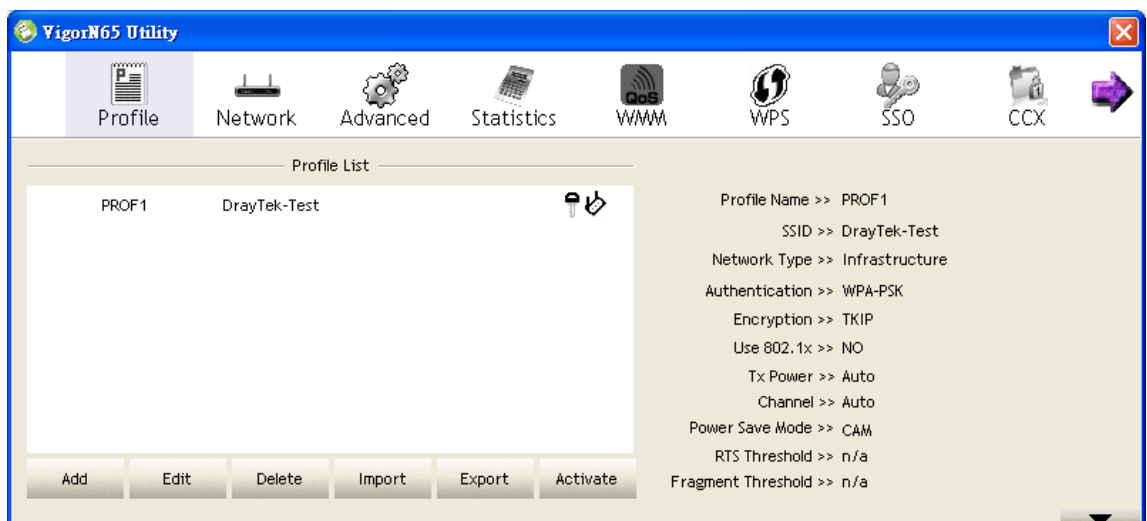 VigorN65 Utility
Profile Network Advanced Statistics QoS WMM WPS SSO CCX
Profile List
PROF1 DrayTek-Test
Profile Name >> PROF1
SSID >> DrayTek-Test
Network Type >> Infrastructure
Authentication >> WPA-PSK
Encryption >> TKIP
Use 802.1x >> NO
Tx Power >> Auto
Channel >> Auto
Power Save Mode >> CAM
RTS Threshold >> n/a
Fragment Threshold >> n/a
Add Edit Delete Import Export Activate